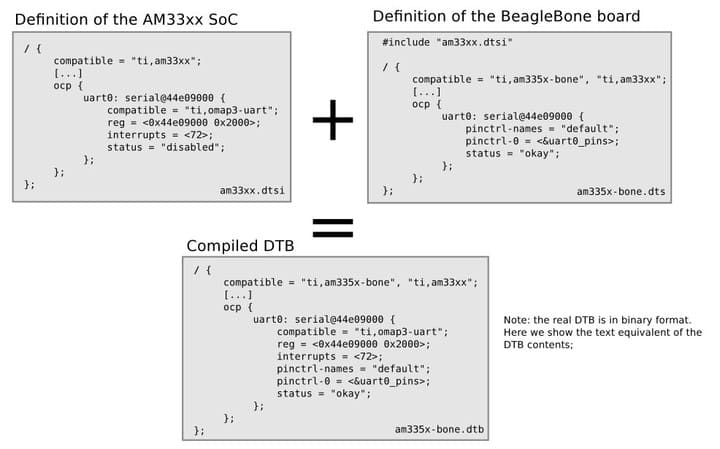 Definition of the AM33xx SoC
/ {
compatible = "ti,am33xx";
[...]
ocp {
uart0: serial@44e09000 {
compatible = "ti,omap3-uart";
reg = <0x44e09000 0x2000>;
interrupts = <72>;
status = "disabled";
};
};
};
am33xx.dtsi
+
Definition of the BeagleBone board
#include "am33xx.dtsi"
/ {
compatible = "ti,am335x-bone", "ti,am33xx";
[...]
ocp {
uart0: serial@44e09000 {
pinctrl-names = "default";
pinctrl-0 = <&uart0_pins>;
status = "okay";
};
};
};
am335x-bone.dts
=
Compiled DTB
/ {
compatible = "ti,am335x-bone", "ti,am33xx";
[...]
ocp {
uart0: serial@44e09000 {
compatible = "ti,omap3-uart";
reg = <0x44e09000 0x2000>;
interrupts = <72>;
pinctrl-names = "default";
pinctrl-0 = <&uart0_pins>;
status = "okay";
};
};
};
am335x-bone.dtb
Note: the real DTB is in binary format.
Here we show the text equivalent of the
DTB contents;